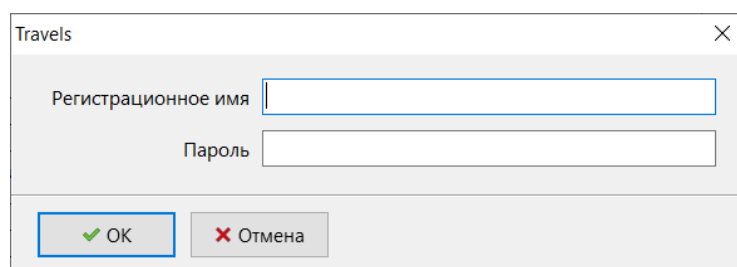 Travels
Регистрационное имя
Пароль
OK
Отмена